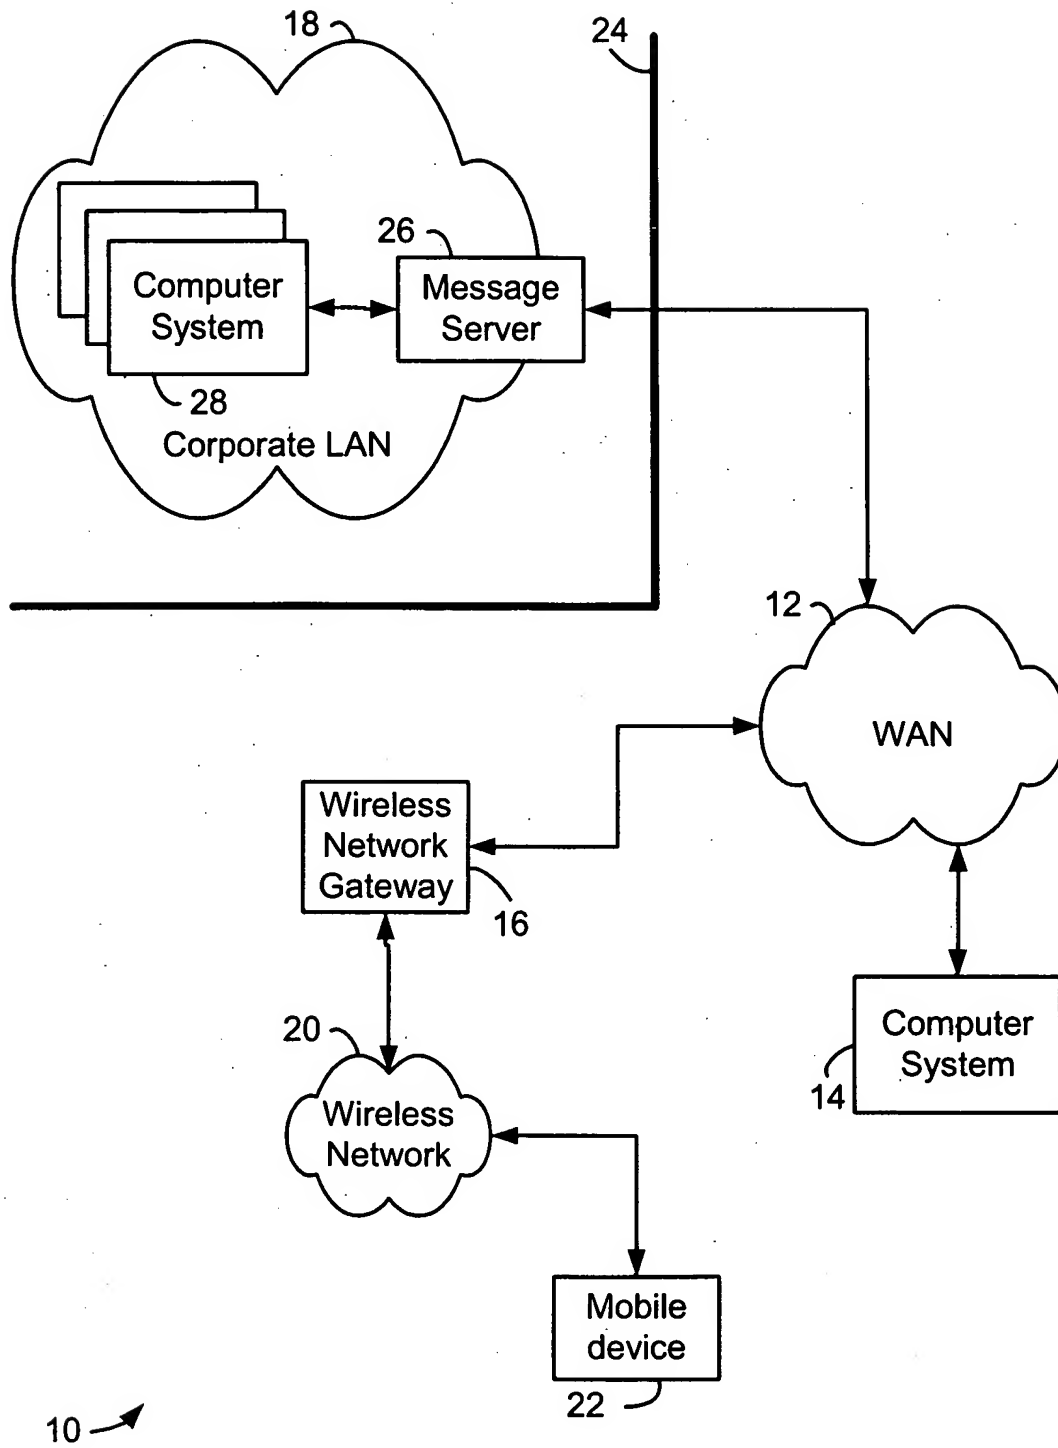 18
24
26
Computer
System
Message
Server
28
Corporate LAN
12
WAN
Wireless
Network
Gateway
16
20
Computer
System
14
Wireless
Network
Mobile
device
22
10